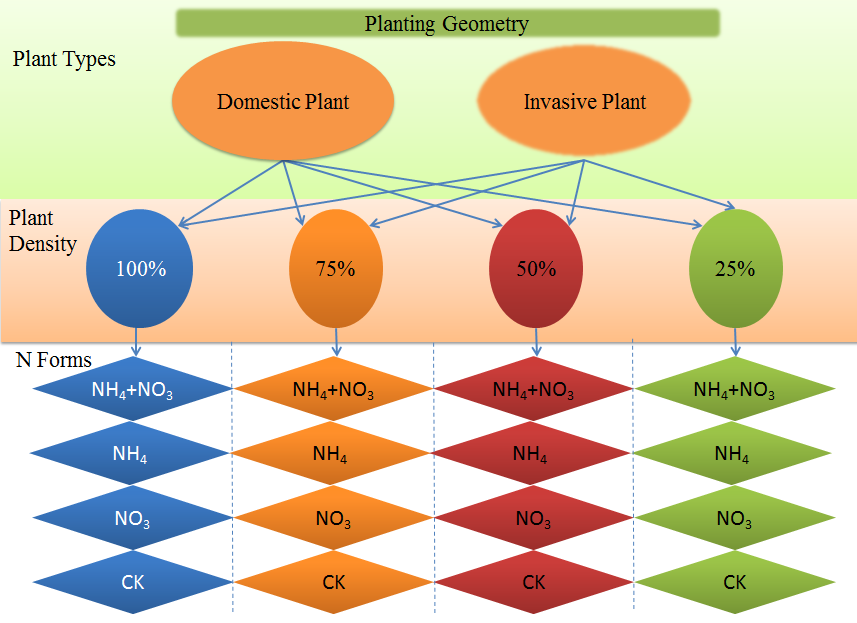 Planting Geometry
Plant Types
Domestic Plant
Invasive Plant
Plant
Density
100%
75%
50%
25%
N Forms
NH₄+NO₃
NH₄+NO₃
NH₄+NO₃
NH₄+NO₃
NH₄
NH₄
NH₄
NH₄
NO₃
NO₃
NO₃
NO₃
CK
CK
CK
CK